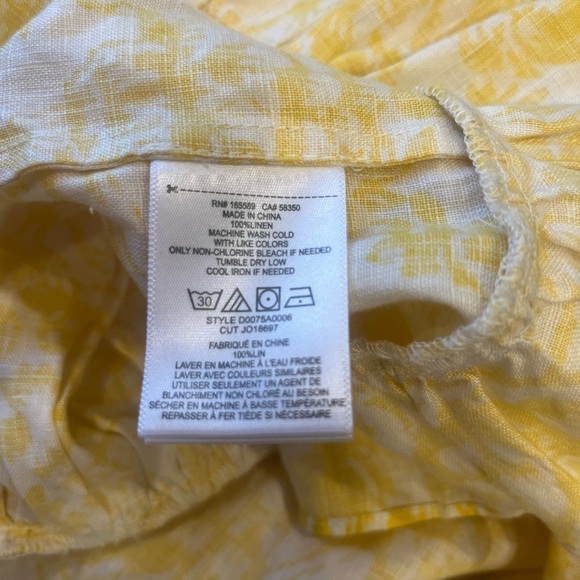 RN# 165589 CA# 58350
MADE IN CHINA
100%LINEN
MACHINE WASH COLD
WITH LIKE COLORS
ONLY NON-CHLORINE BLEACH IF NEEDED
TUMBLE DRY LOW
COOL IRON IF NEEDED
30
STYLE D0075A0006
CUT JO18697
FABRIQUÉ EN CHINE
100%LIN
LAVER EN MACHINE À L'EAU FROIDE
LAVER AVEC COULEURS SIMILAIRES
UTILISER SEULEMENT UN AGENT DE
BLANCHIMENT NON CHLORÉ AU BESOIN
SÉCHER EN MACHINE À BASSE TEMPÉRATURE
REPASSER À FER TIÈDE SI NÉCESSAIRE